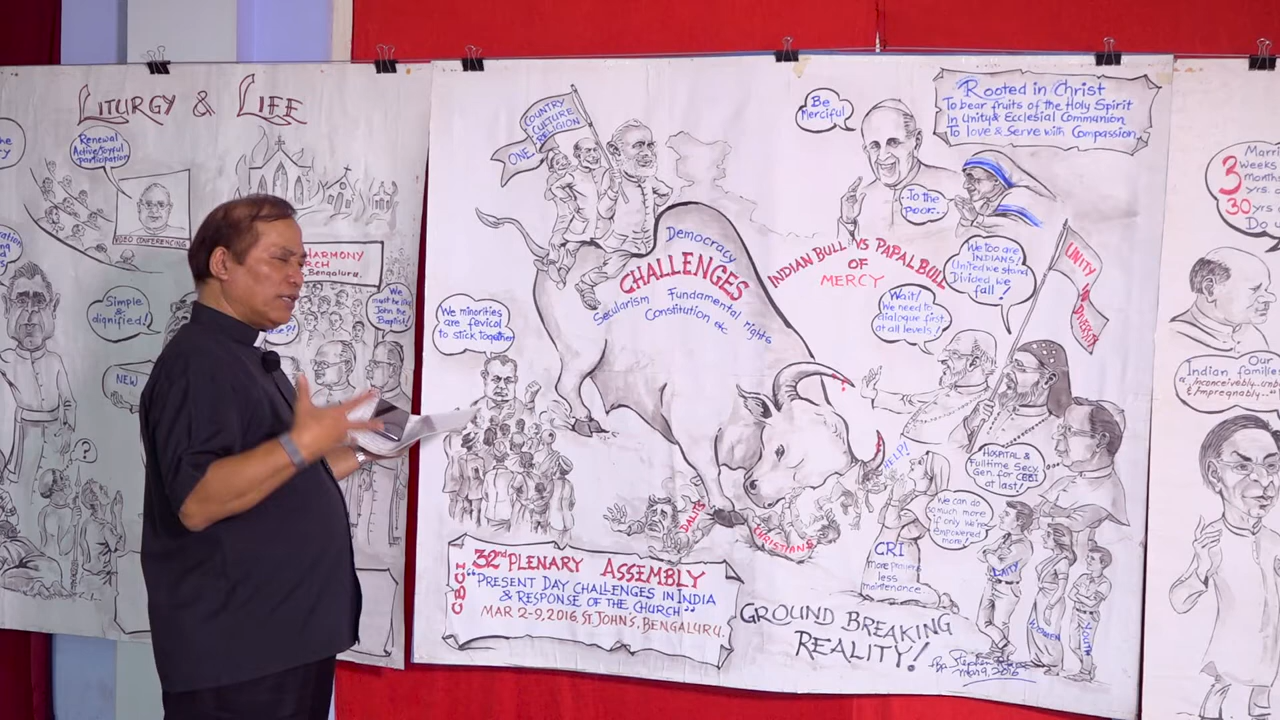 LITURGY & LIFE
Renewal
Active/joyful
participation
VIDEO CONFERENCING
HARMONY
Bengaluru.
Simple
& dignified!
We
must be like
John the
Baptist!
NEW
?
ONE
COUNTRY
CULTURE
RELIGION
Be
Merciful
Rooted in Christ
To bear fruits of the Holy Spirit
In Unity & Ecclesial Communion
To love & Serve with Compassion
..To the
poor..
Democracy
CHALLENGES
Secularism Fundamental rights
Constitution etc
INDIAN BULL VS PAPAL BULL
OF
MERCY
We too are
INDIANS!
United we stand
Divided we
fall!
UNITY
IN
DIVERSITY
Wait!
We need to
dialogue first
at all levels!
We minorities
are fevicol
to stick together
HELP!
HOSPITAL &
Fulltime Secy.
Gen. for CBCI
at last!
We can do
so much more
if only we're
empowered
more!
DALITS
CHRISTIANS
CRI
less
maintenance..
LAITY
WOMEN
YOUTH
CBCI
32nd PLENARY ASSEMBLY
"PRESENT DAY CHALLENGES IN INDIA
& RESPONSE OF THE CHURCH"
MAR 2-9, 2016, ST. JOHN'S, BENGALURU.
GROUND BREAKING
REALITY!
Mar 9, 2016
3
weeks
months
yrs.
30 yrs
Our
Indian families